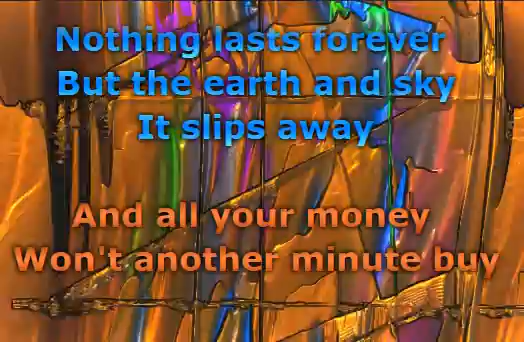 Nothing lasts forever
But the earth and sky
It slips away
And all your money
Won't another minute buy